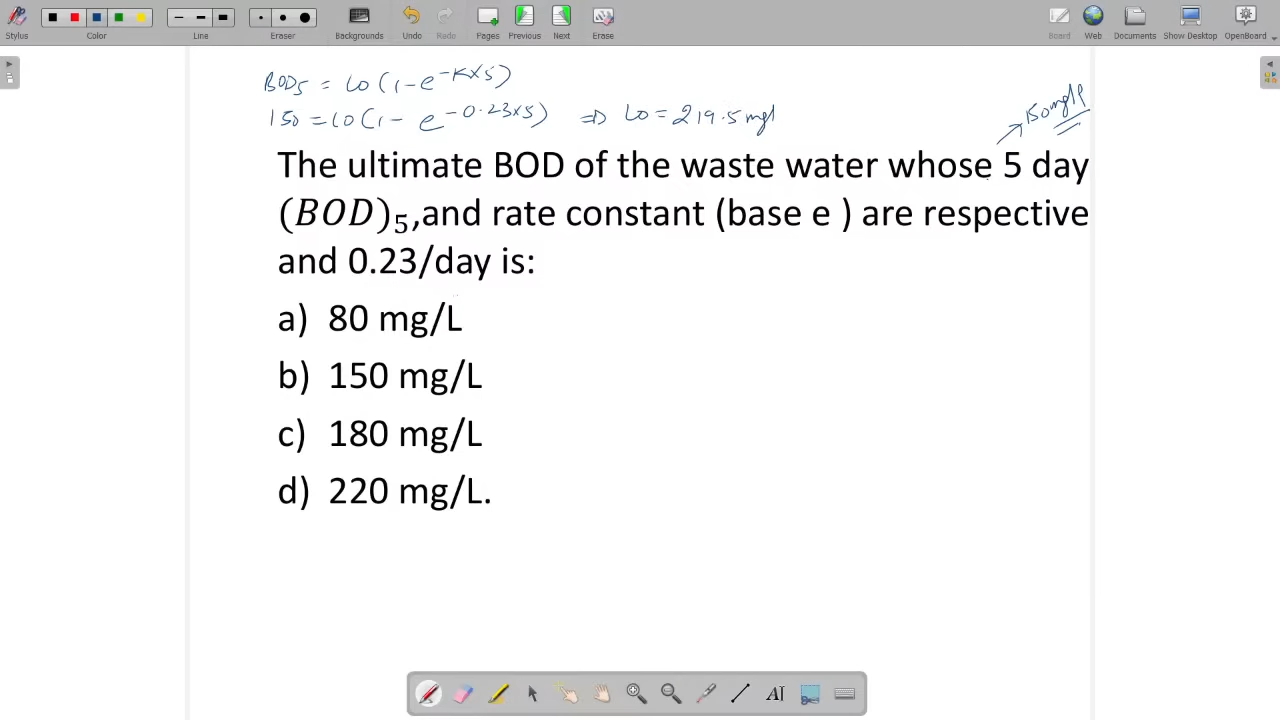 Stylus
Color
Line
Eraser
Backgrounds
Undo
Redo
Pages
Previous
Next
Erase
Board
Web
Documents
Show Desktop
OpenBoard
BOD5 = L0(1-e-K×5)
150 = L0(1- e-0.23×5) ⇒ L0 = 219.5 mg/l
150 mg/l
The ultimate BOD of the waste water whose 5 day
(BOD)5,and rate constant (base e ) are respective
and 0.23/day is:
a) 80 mg/L
b) 150 mg/L
c) 180 mg/L
d) 220 mg/L.
AI